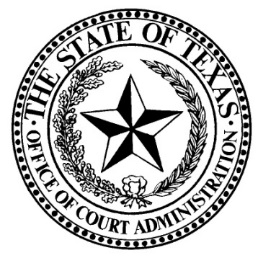 THE STATE OF TEXAS
OFFICE OF COURT ADMINISTRATION